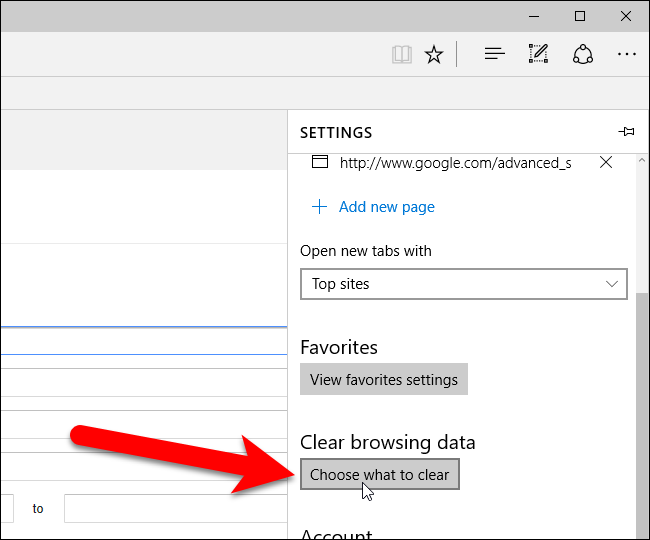 SETTINGS
http://www.google.com/advanced_s
Add new page
Open new tabs with
Top sites
Favorites
View favorites settings
Clear browsing data
Choose what to clear
to
Account